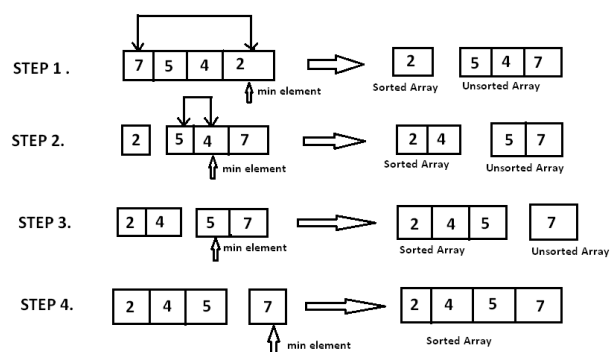 STEP 1 . 7 5 4 2 2 5 4 7
min element Sorted Array Unsorted Array
STEP 2. 2 5 4 7 2 4 5 7
min element Sorted Array Unsorted Array
STEP 3. 2 4 5 7 2 4 5 7
min element Sorted Array Unsorted Array
STEP 4. 2 4 5 7 2 4 5 7
min element Sorted Array